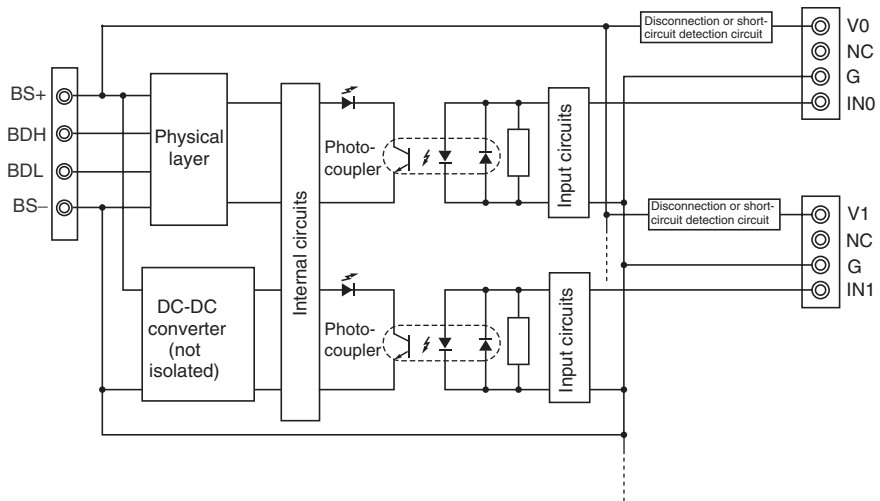 Disconnection or short-
circuit detection circuit
V0
NC
G
IN0
BS+
BDH
BDL
BS–
Physical
layer
Internal circuits
Photo-
coupler
Input circuits
Disconnection or short-
circuit detection circuit
V1
NC
G
IN1
DC-DC
converter
(not
isolated)
Photo-
coupler
Input circuits